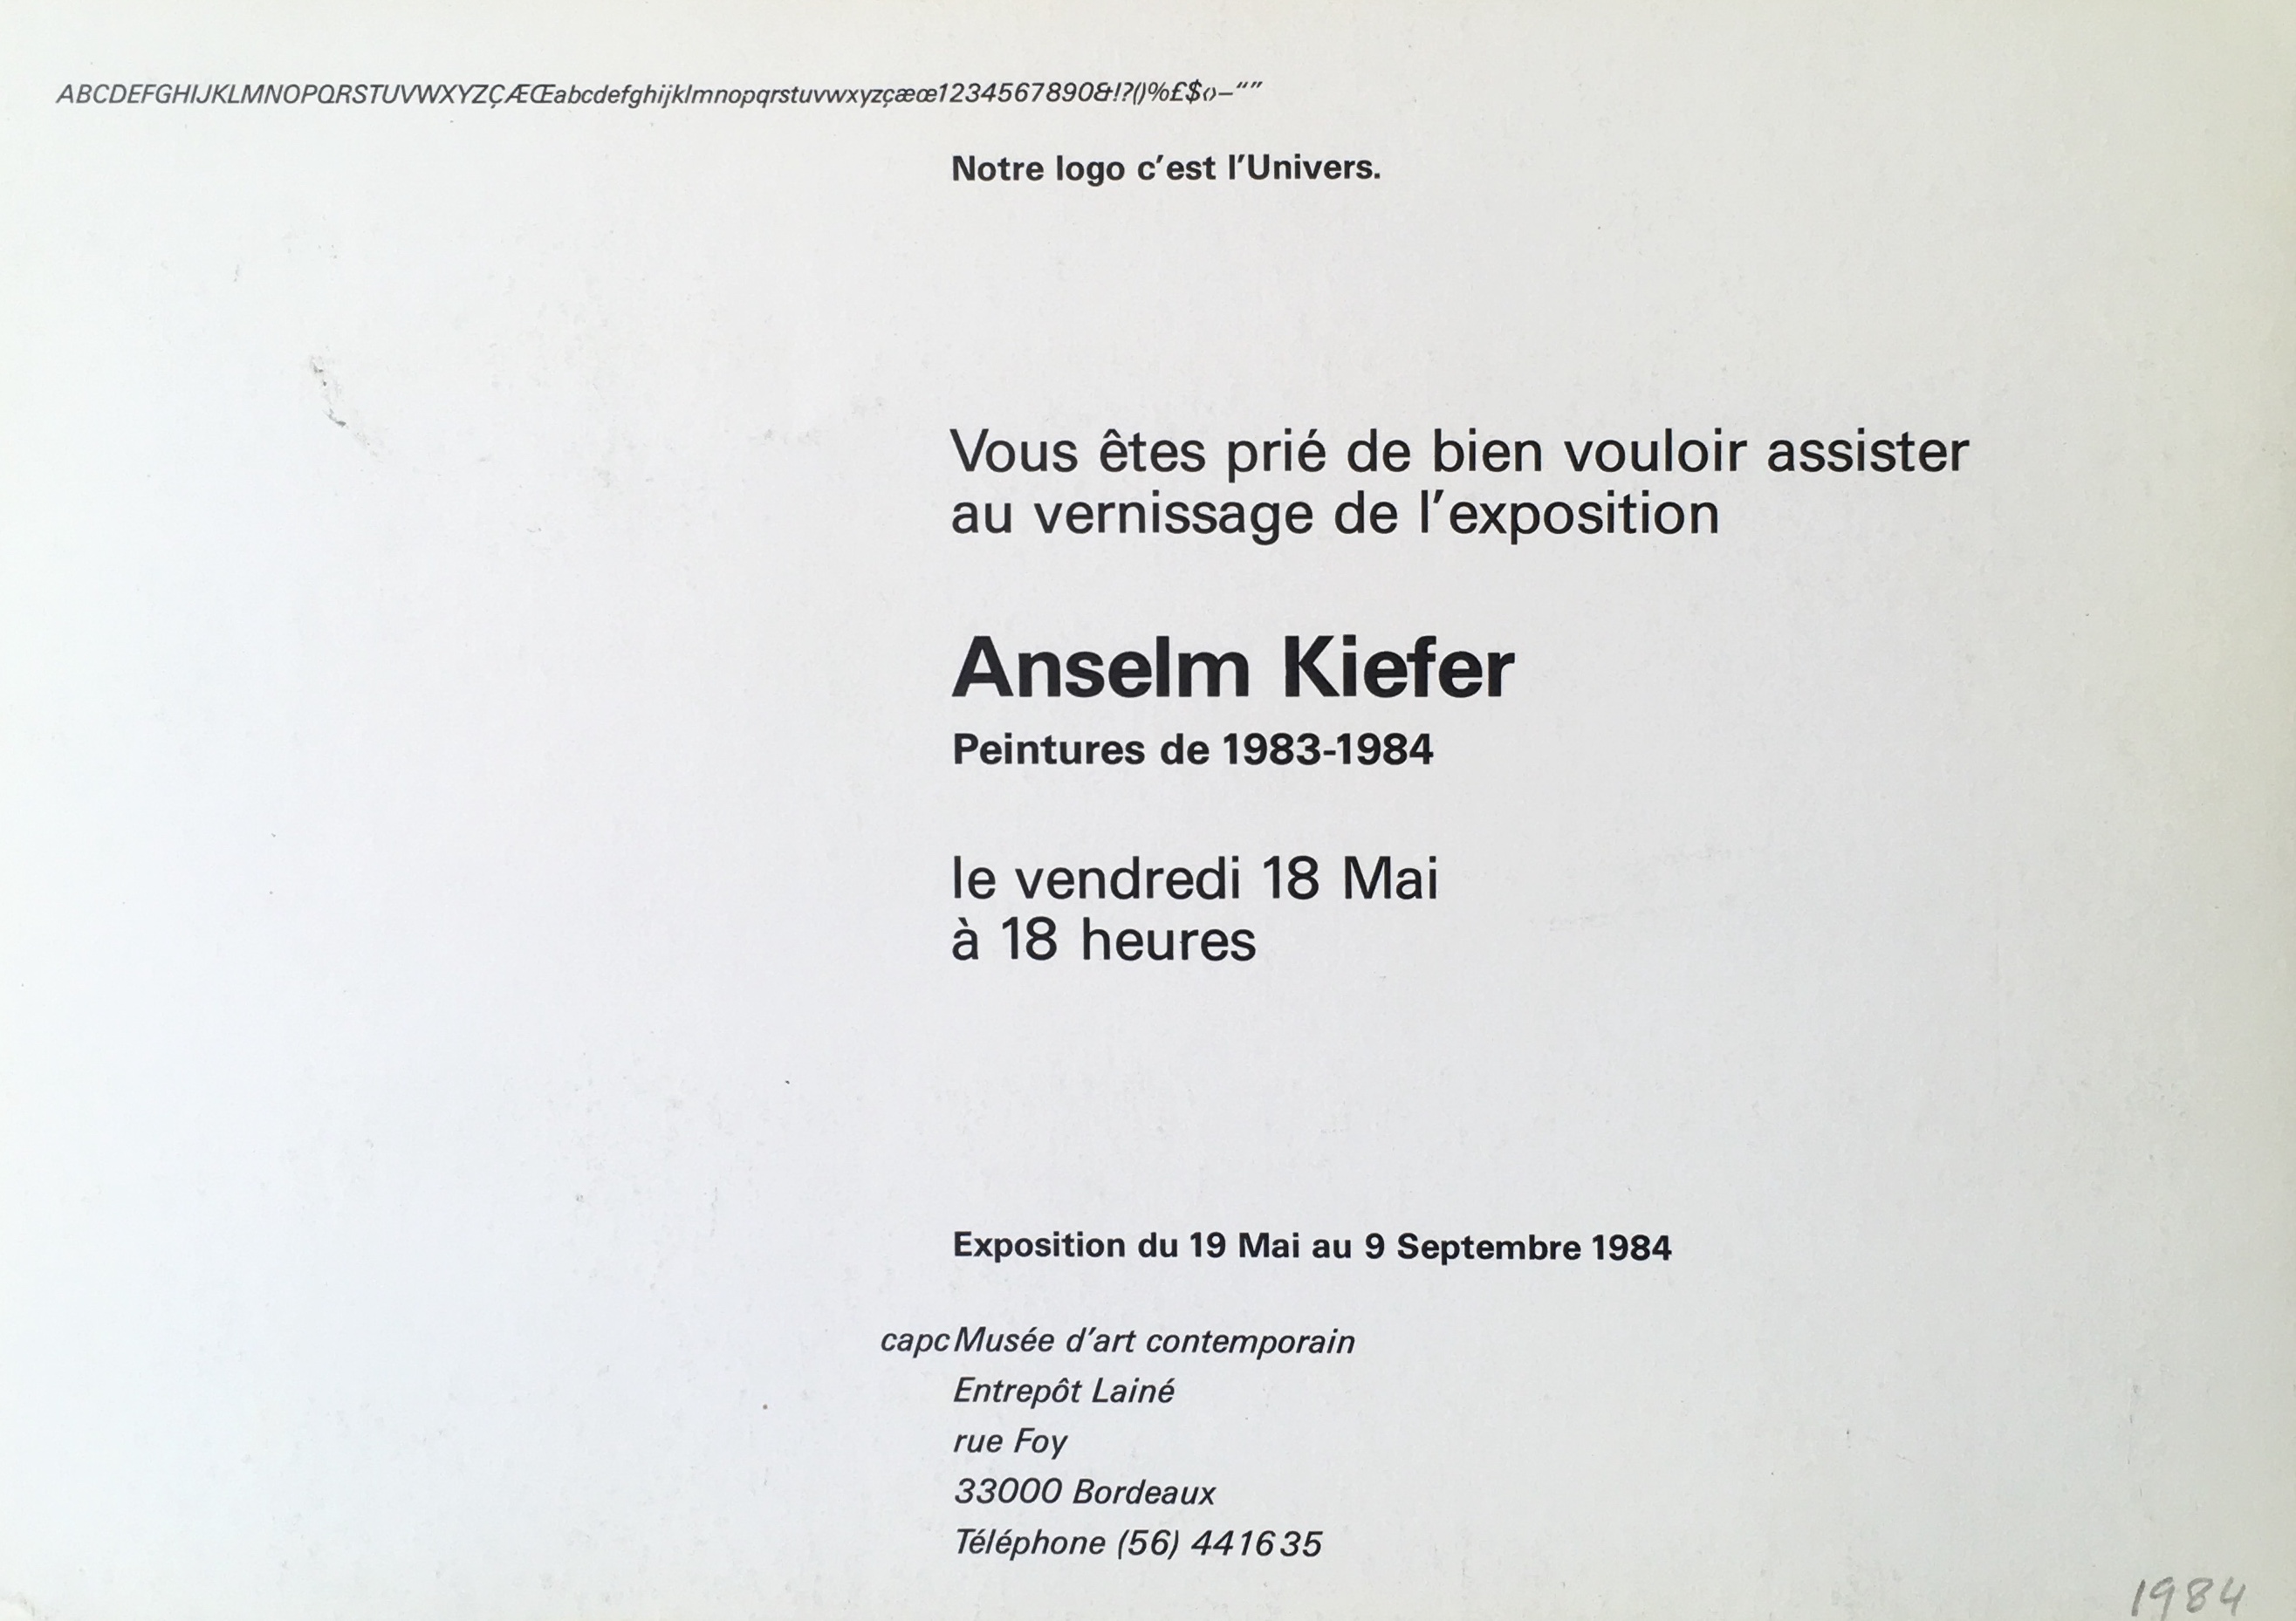 ABCDEFGHIJKLMNOPQRSTUVWXYZÇÆŒabcdefghijklmnopqrstuvwxyzçæœ1234567890&!?()%£$‹›–“”
Notre logo c’est l’Univers.
Vous êtes prié de bien vouloir assister
au vernissage de l’exposition
Anselm Kiefer
Peintures de 1983-1984
le vendredi 18 Mai
à 18 heures
Exposition du 19 Mai au 9 Septembre 1984
capc Musée d’art contemporain
Entrepôt Lainé
rue Foy
33000 Bordeaux
Téléphone (56) 441635
1984